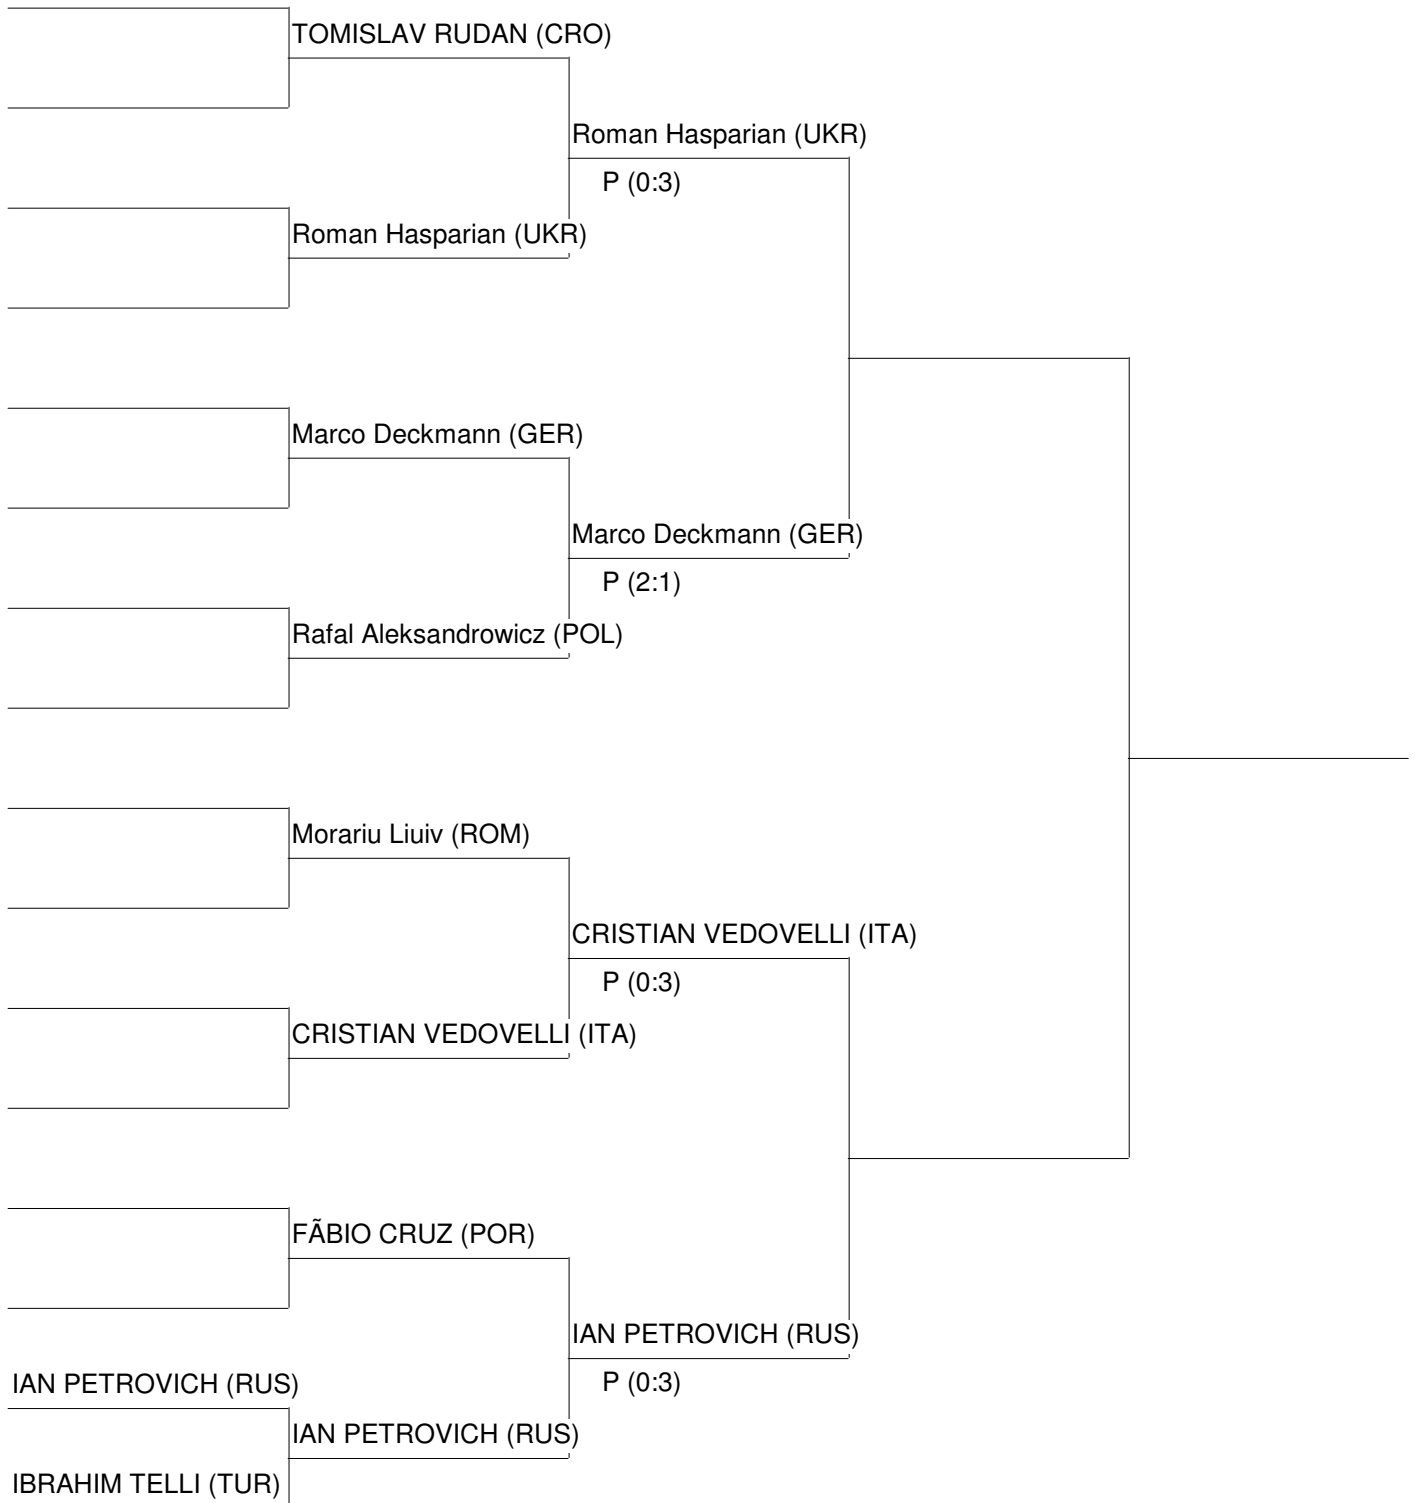 TOMISLAV RUDAN (CRO)
Roman Hasparian (UKR)
P (0:3)
Roman Hasparian (UKR)
Marco Deckmann (GER)
Marco Deckmann (GER)
P (2:1)
Rafal Aleksandrowicz (POL)
Morariu Liuiv (ROM)
CRISTIAN VEDOVELLI (ITA)
P (0:3)
CRISTIAN VEDOVELLI (ITA)
FÃBIO CRUZ (POR)
IAN PETROVICH (RUS)
P (0:3)
IAN PETROVICH (RUS)
IAN PETROVICH (RUS)
IBRAHIM TELLI (TUR)